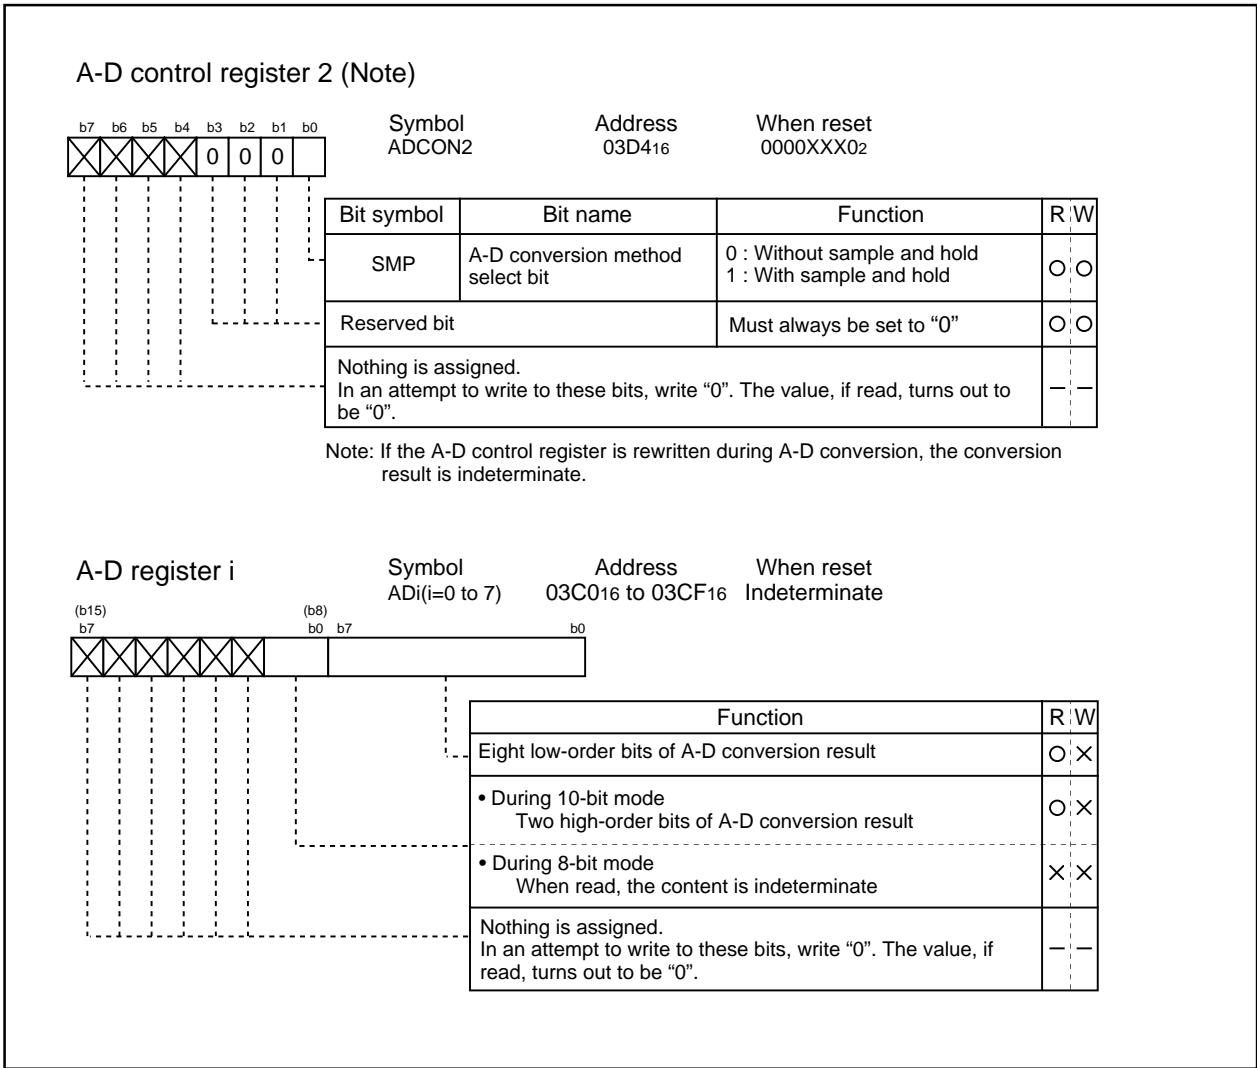 A-D control register 2 (Note)
b7 b6 b5 b4 b3 b2 b1 b0
Symbol Address When reset
ADCON2 03D416 0000XXX02
0 0 0
Bit symbol Bit name Function R W
SMP A-D conversion method select bit 0 : Without sample and hold
1 : With sample and hold
Reserved bit Must always be set to “0”
Nothing is assigned.
In an attempt to write to these bits, write “0”. The value, if read, turns out to
be “0”.
Note: If the A-D control register is rewritten during A-D conversion, the conversion
result is indeterminate.
A-D register i
Symbol Address When reset
ADi(i=0 to 7) 03C016 to 03CF16 Indeterminate
(b15) (b8)
b7 b0 b7 b0
Function R W
Eight low-order bits of A-D conversion result
• During 10-bit mode
Two high-order bits of A-D conversion result
• During 8-bit mode
When read, the content is indeterminate
Nothing is assigned.
In an attempt to write to these bits, write “0”. The value, if
read, turns out to be “0”.